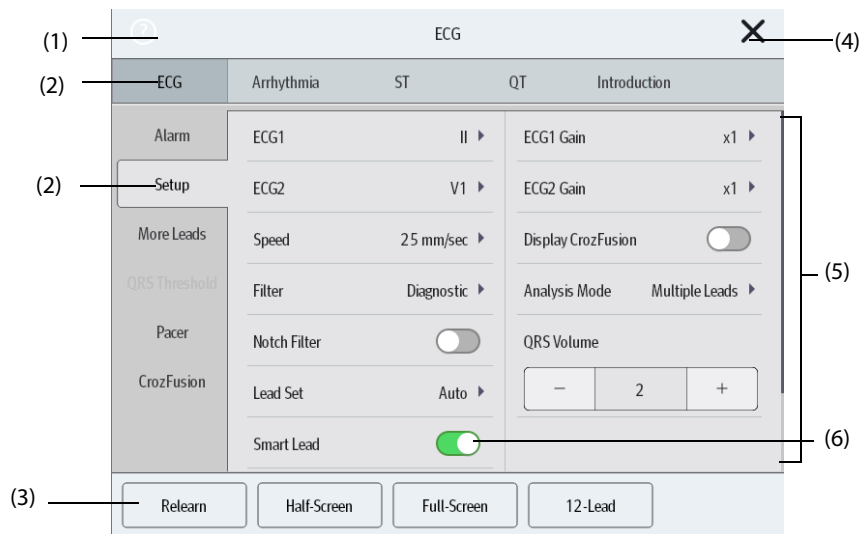 ? ECG
(1)
(4)
ECG Arrhythmia ST QT Introduction
(2)
Alarm ECG1 II ECG1 Gain x1
(2)
Setup ECG2 V1 ECG2 Gain x1
More Leads Speed 25 mm/sec Display CrozFusion
(5)
QRS Threshold Filter Diagnostic Analysis Mode Multiple Leads
Pacer Notch Filter QRS Volume
CrozFusion Lead Set Auto − 2 +
Smart Lead
(6)
(3)
Relearn Half-Screen Full-Screen 12-Lead